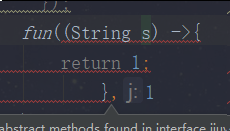 });
fun((String s) ->{
return 1;
}, j: 1
abstract methods found in interface